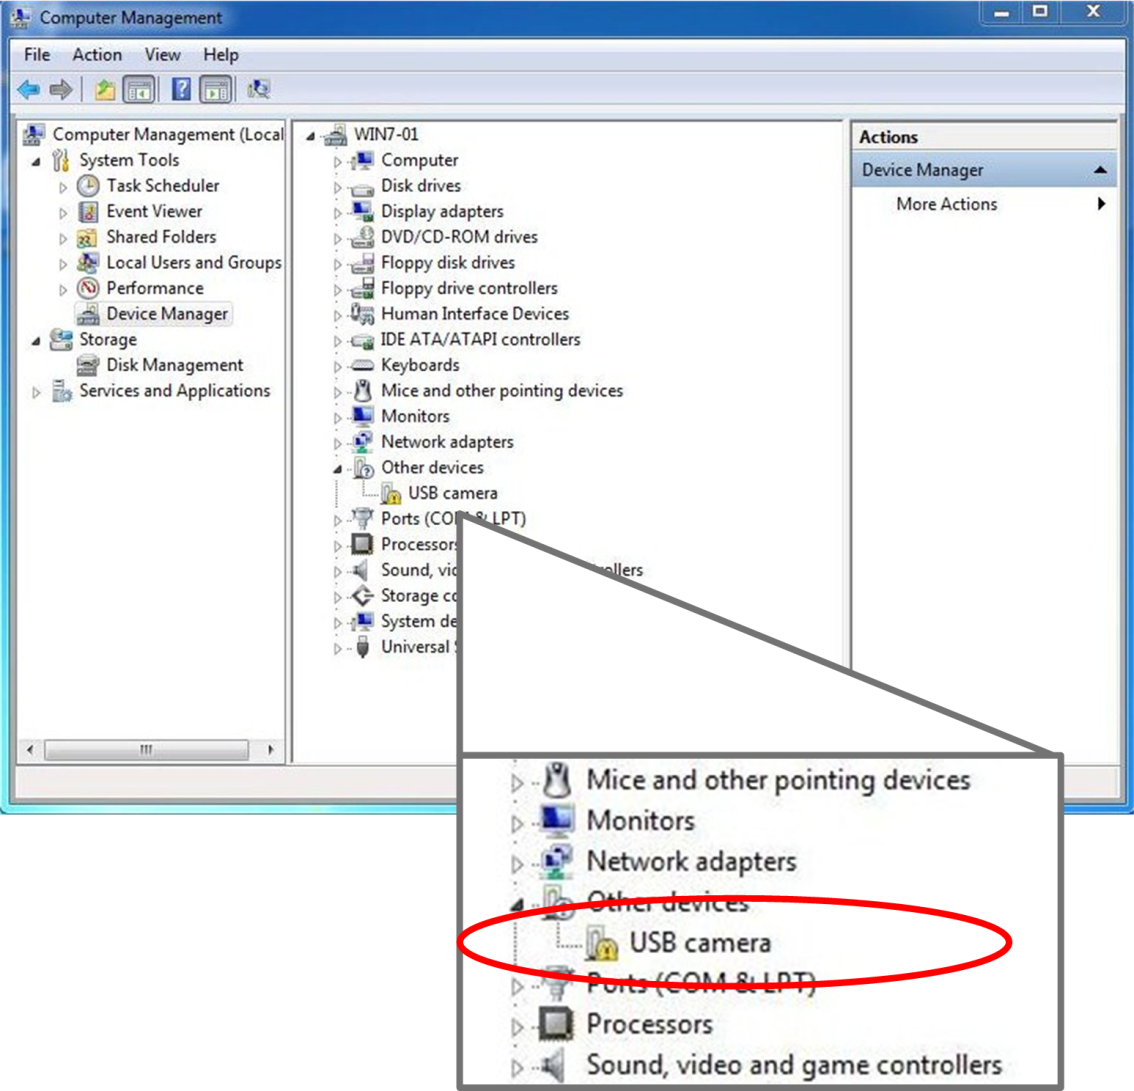 Computer Management
File Action View Help
Computer Management (Local
System Tools
Task Scheduler
Event Viewer
Shared Folders
Local Users and Groups
Performance
Device Manager
Storage
Disk Management
Services and Applications
WIN7-01
Computer
Disk drives
Display adapters
DVD/CD-ROM drives
Floppy disk drives
Floppy drive controllers
Human Interface Devices
IDE ATA/ATAPI controllers
Keyboards
Mice and other pointing devices
Monitors
Network adapters
Other devices
USB camera
Ports (COM & LPT)
Processors
Sound,
Storage
System
Universal
Actions
Device Manager
More Actions
Mice and other pointing devices
Monitors
Network adapters
Other devices
USB camera
Ports (COM & LPT)
Processors
Sound, video and game controllers